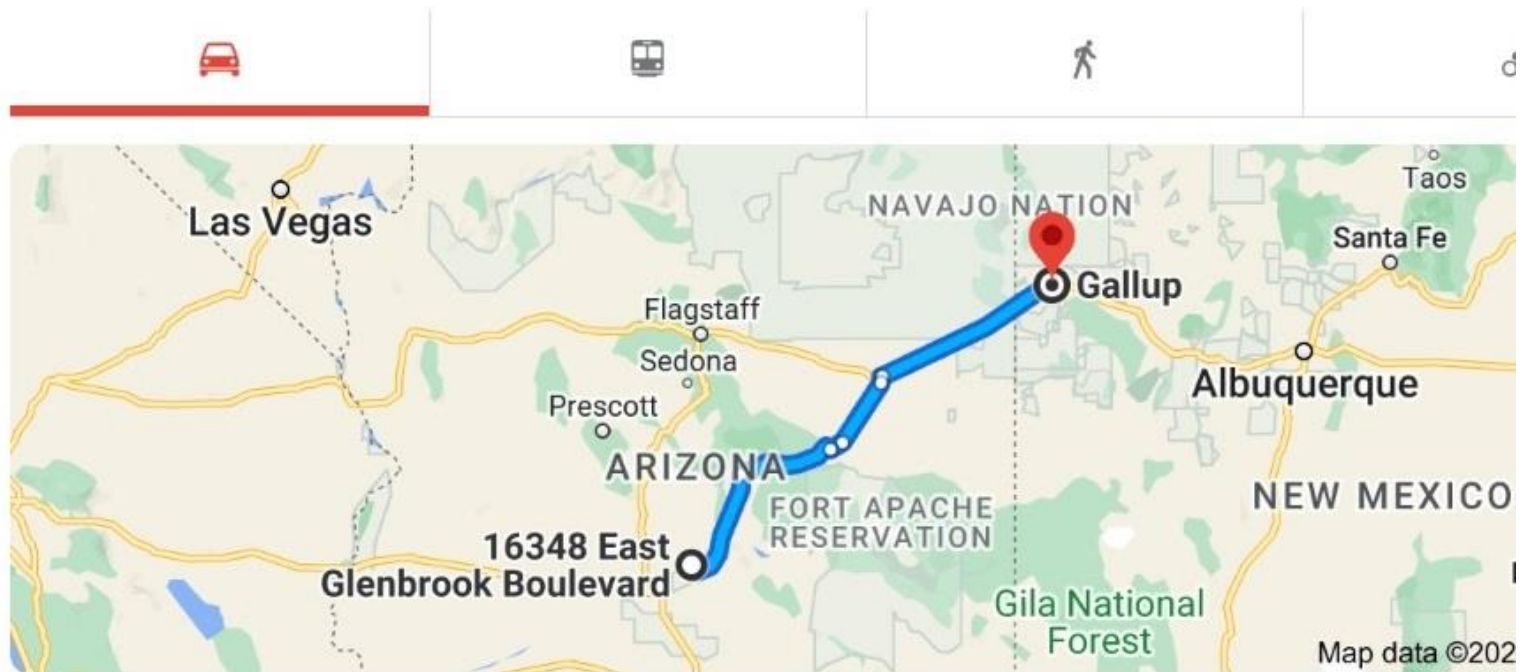 Taos
NAVAJO NATION
Las Vegas
Santa Fe
Gallup
Flagstaff
Sedona
Albuquerque
Prescott
ARIZONA
NEW MEXICO
FORT APACHE
RESERVATION
16348 East
Glenbrook Boulevard
Gila National
Forest
Map data ©202